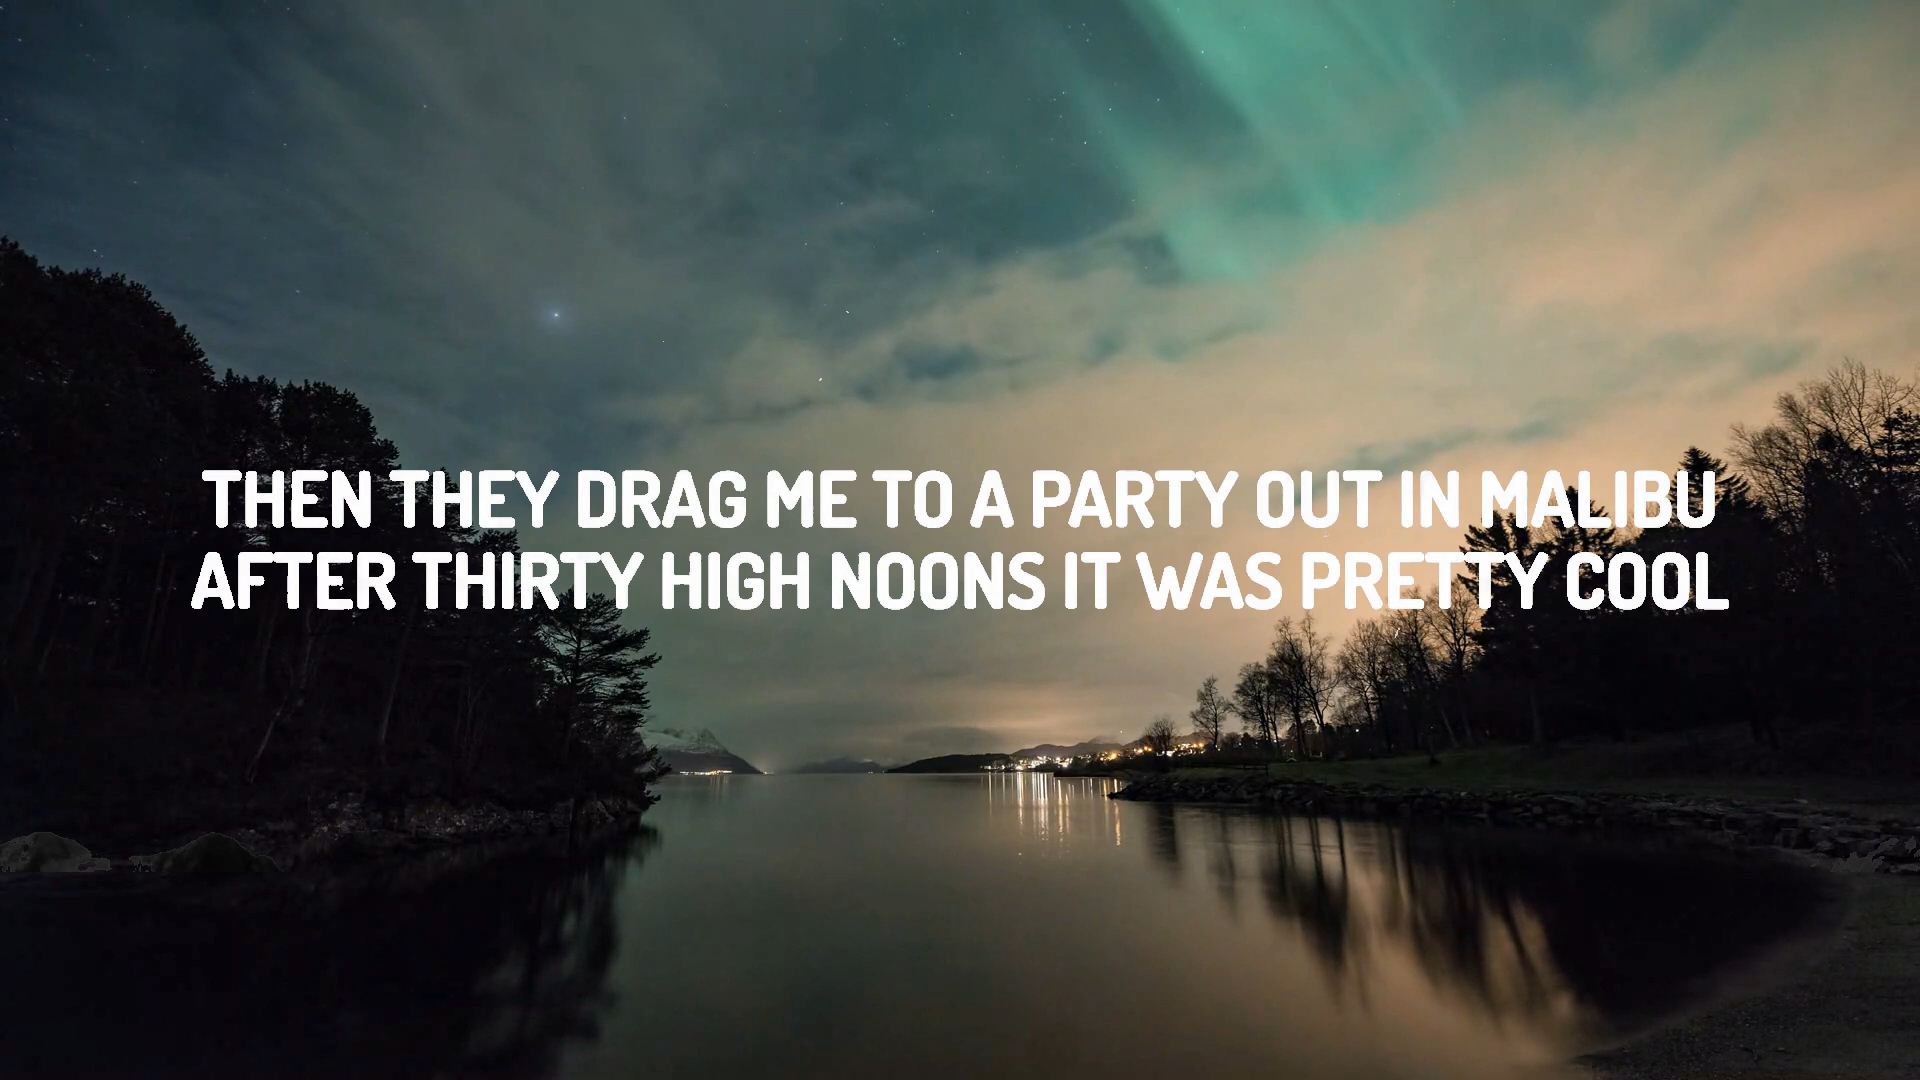 THEN THEY DRAG ME TO A PARTY OUT IN MALIBU
AFTER THIRTY HIGH NOONS IT WAS PRETTY COOL